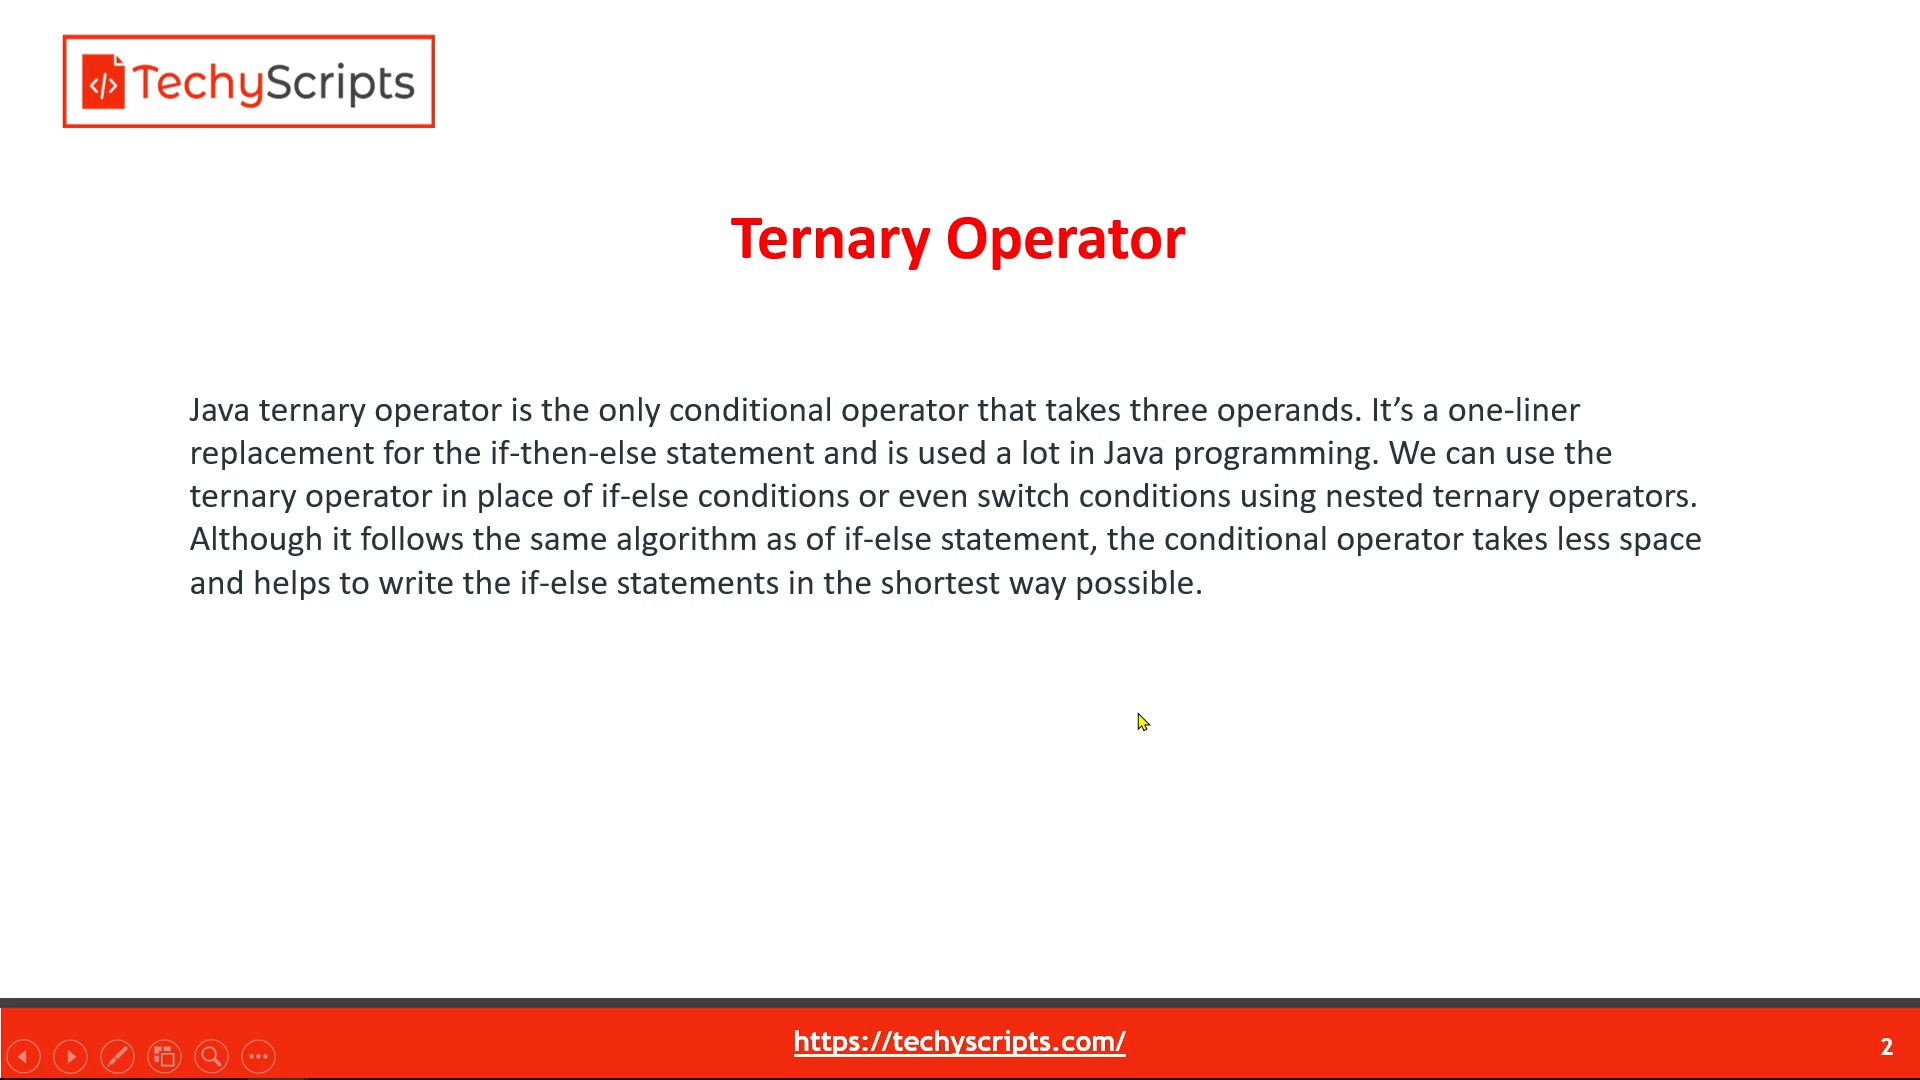 </> TechyScripts
Ternary Operator
Java ternary operator is the only conditional operator that takes three operands. It’s a one-liner
replacement for the if-then-else statement and is used a lot in Java programming. We can use the
ternary operator in place of if-else conditions or even switch conditions using nested ternary operators.
Although it follows the same algorithm as of if-else statement, the conditional operator takes less space
and helps to write the if-else statements in the shortest way possible.
https://techyscripts.com/
2